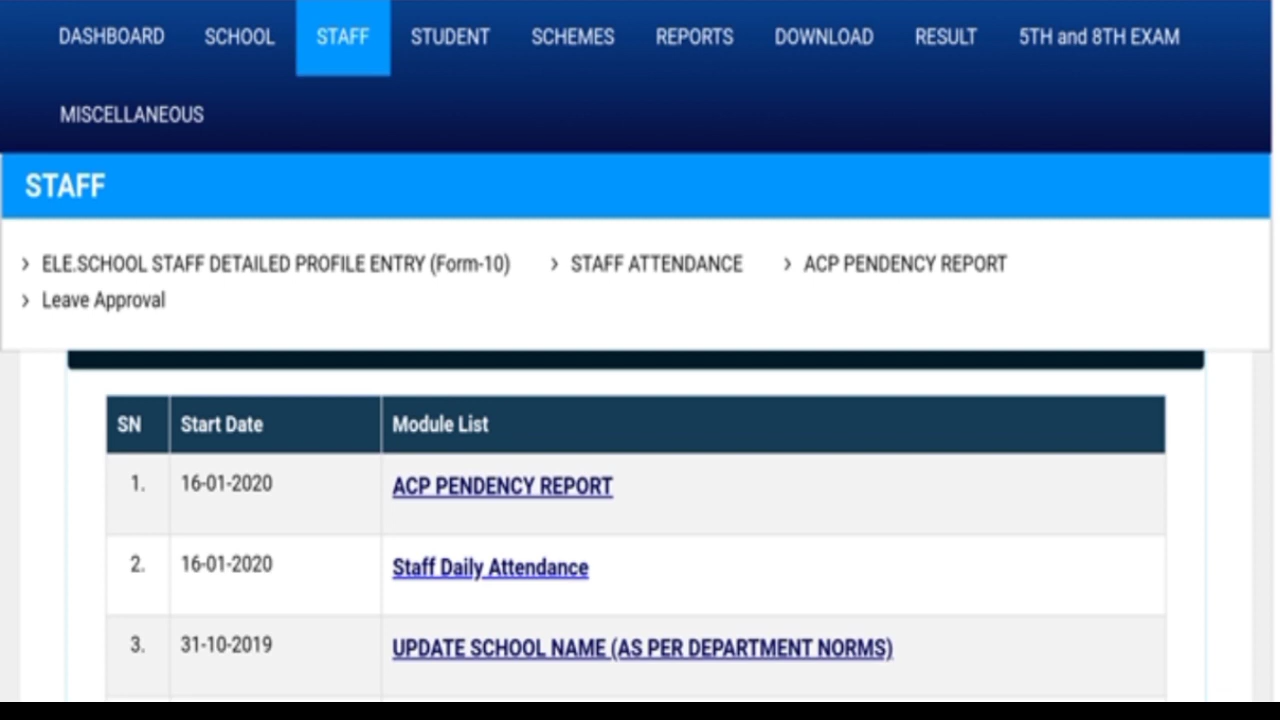 DASHBOARD SCHOOL STAFF STUDENT SCHEMES REPORTS DOWNLOAD RESULT 5TH and 8TH EXAM
MISCELLANEOUS
STAFF
› ELE.SCHOOL STAFF DETAILED PROFILE ENTRY (Form-10) › STAFF ATTENDANCE › ACP PENDENCY REPORT
› Leave Approval
SN Start Date Module List
1. 16-01-2020 ACP PENDENCY REPORT
2. 16-01-2020 Staff Daily Attendance
3. 31-10-2019 UPDATE SCHOOL NAME (AS PER DEPARTMENT NORMS)